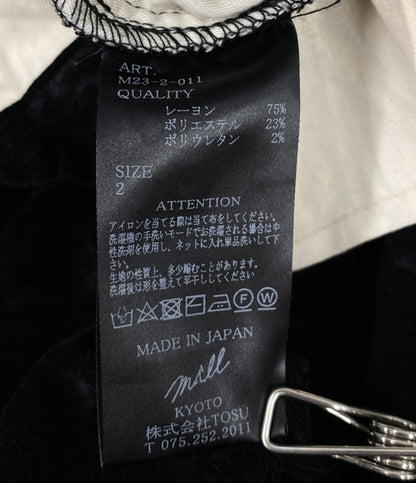 ART.
M23-2-011
QUALITY
レーヨン 75%
ポリエステル 23%
ポリウレタン 2%
SIZE
2
ATTENTION
アイロンを当てる際は当て布をしてください。
洗濯機の手洗いモードでお洗濯される場合は中
性洗剤を使用し、ネットに入れ単品洗いして下
さい。
生地の性質上、多少縮むことがあります。
洗濯後は形を整えて平干ししてください。
MADE IN JAPAN
mill
KYOTO
株式会社TOSU
T 075.252.2011